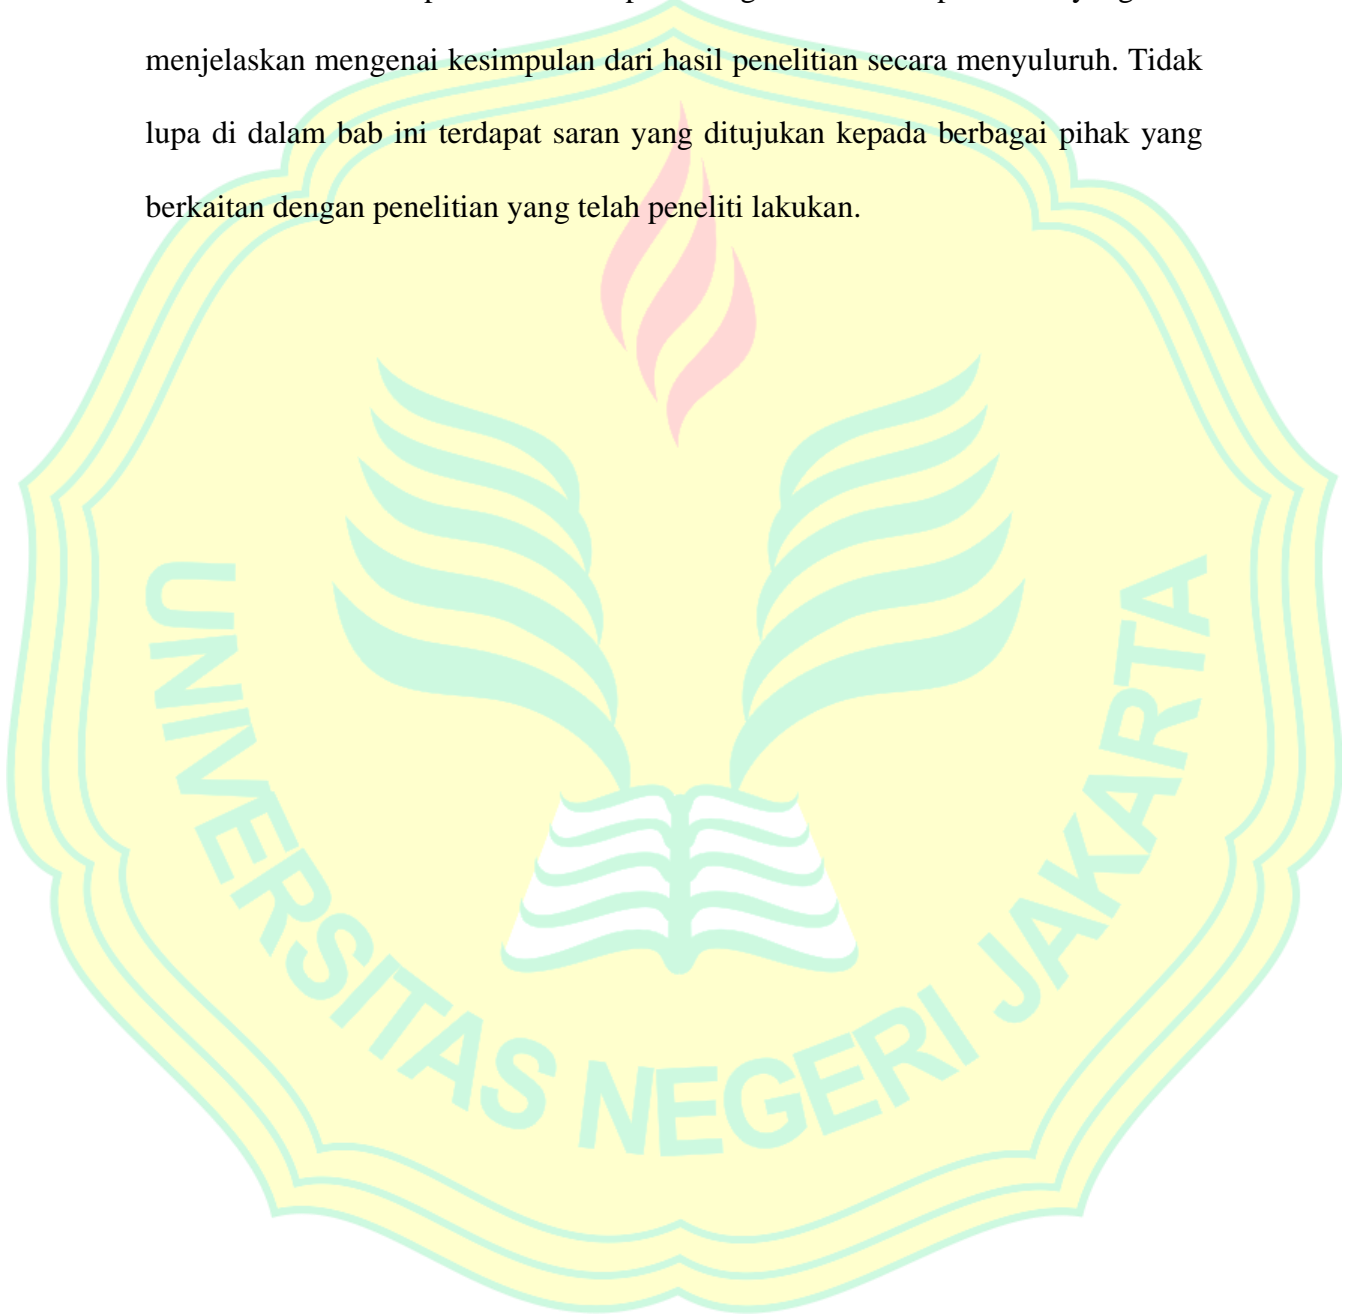 menjelaskan mengenai kesimpulan dari hasil penelitian secara menyuluruh. Tidak
lupa di dalam bab ini terdapat saran yang ditujukan kepada berbagai pihak yang
berkaitan dengan penelitian yang telah peneliti lakukan.
UNIVERSITAS NEGERI JAKARTA